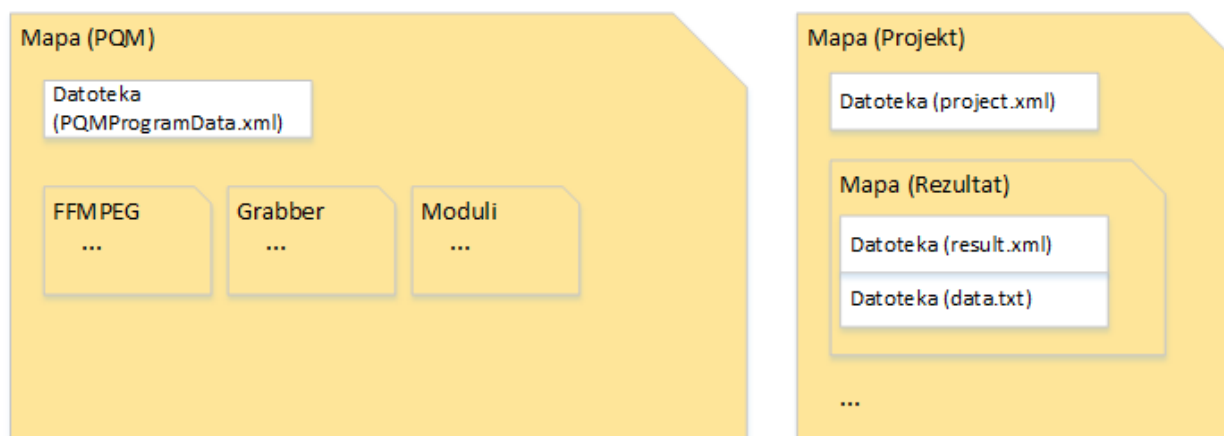 Mapa (PQM)
Datoteka
(PQMProgramData.xml)
FFMPEG
...
Grabber
...
Moduli
...
Mapa (Projekt)
Datoteka (project.xml)
Mapa (Rezultat)
Datoteka (result.xml)
Datoteka (data.txt)
...